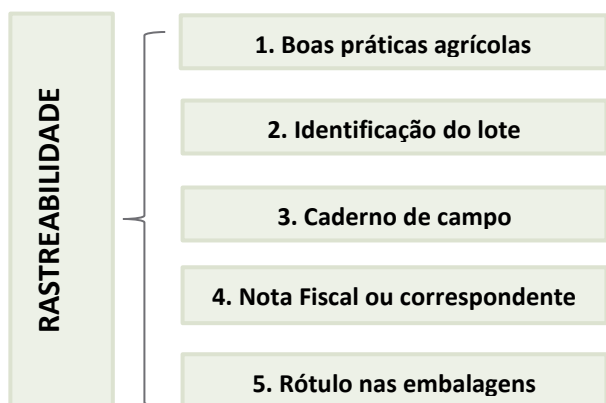 RASTREABILIDADE
1. Boas práticas agrícolas
2. Identificação do lote
3. Caderno de campo
4. Nota Fiscal ou correspondente
5. Rótulo nas embalagens